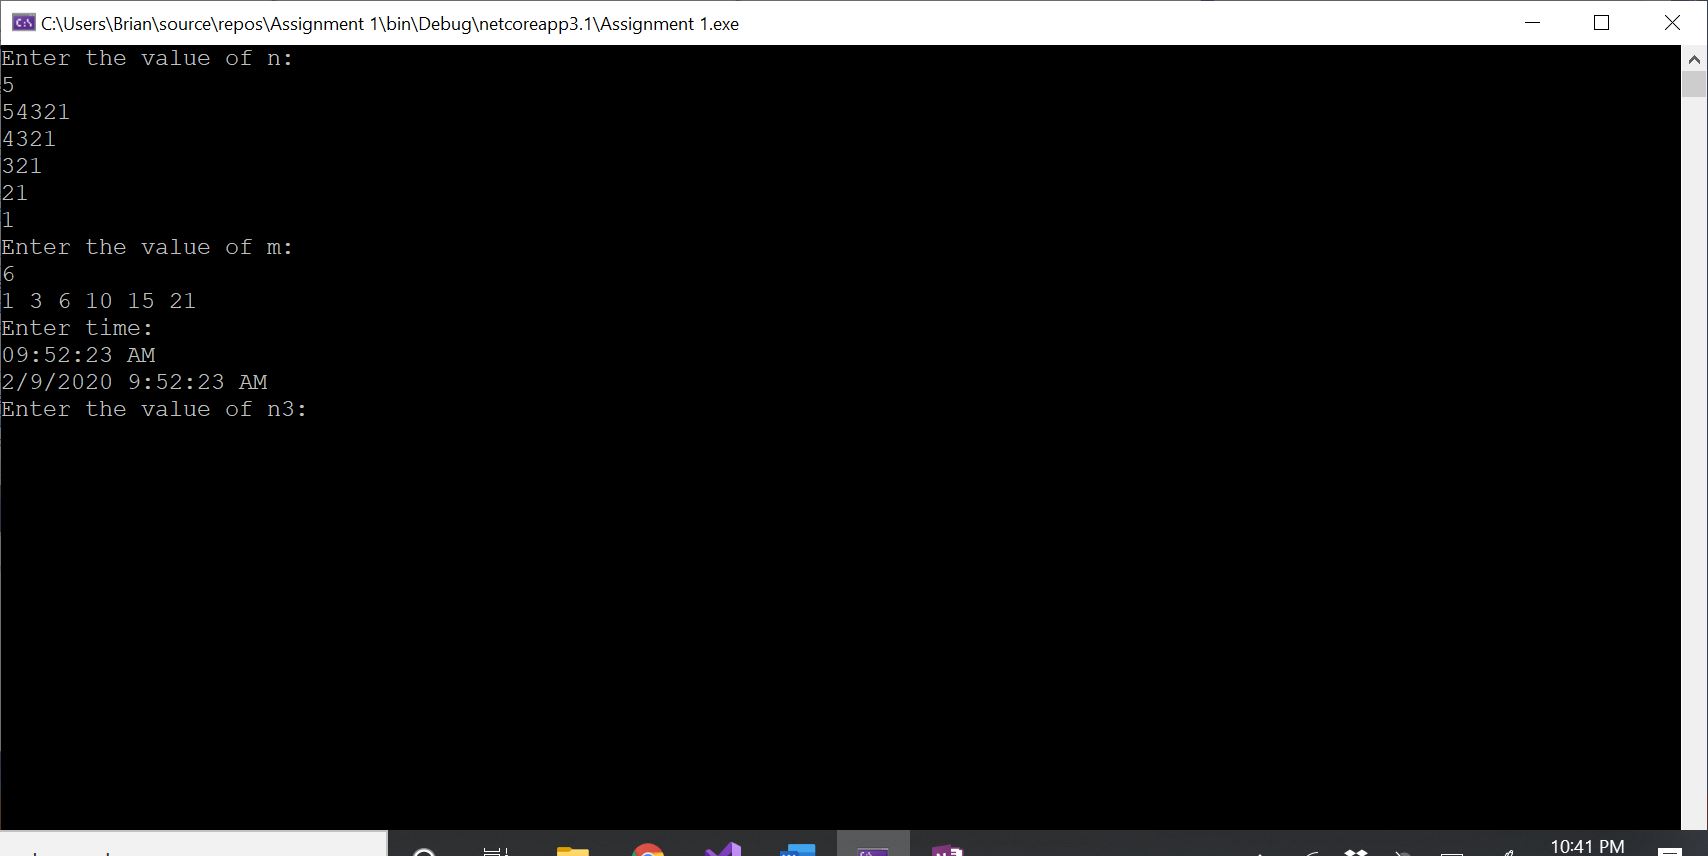 C:\Users\Brian\source\repos\Assignment 1\bin\Debug\netcoreapp3.1\Assignment 1.exe
Enter the value of n:
5
54321
4321
321
21
1
Enter the value of m:
6
1 3 6 10 15 21
Enter time:
09:52:23 AM
2/9/2020 9:52:23 AM
Enter the value of n3:
10:41 PM